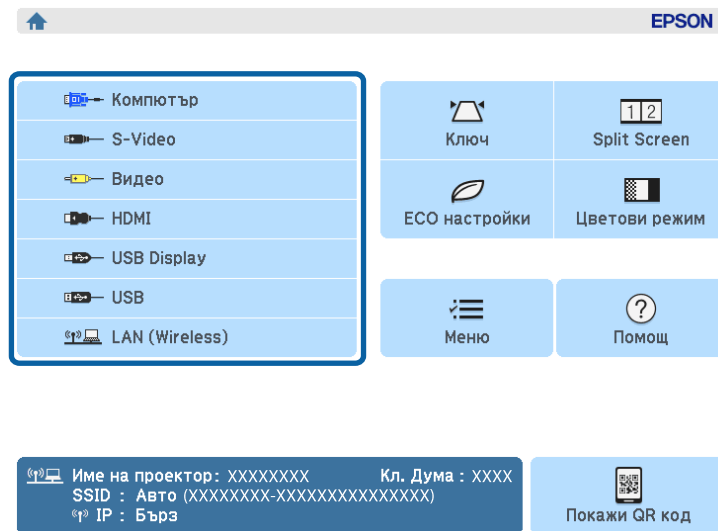 EPSON
Компютър
S-Video
Видео
HDMI
USB Display
USB
LAN (Wireless)
Ключ
1 2
Split Screen
ECO настройки
Цветови режим
Меню
?
Помощ
Име на проектор: XXXXXXXX Кл. Дума : XXXX
SSID : Авто (XXXXXXXX-XXXXXXXXXXXXXXX)
IP : Бърз
Покажи QR код